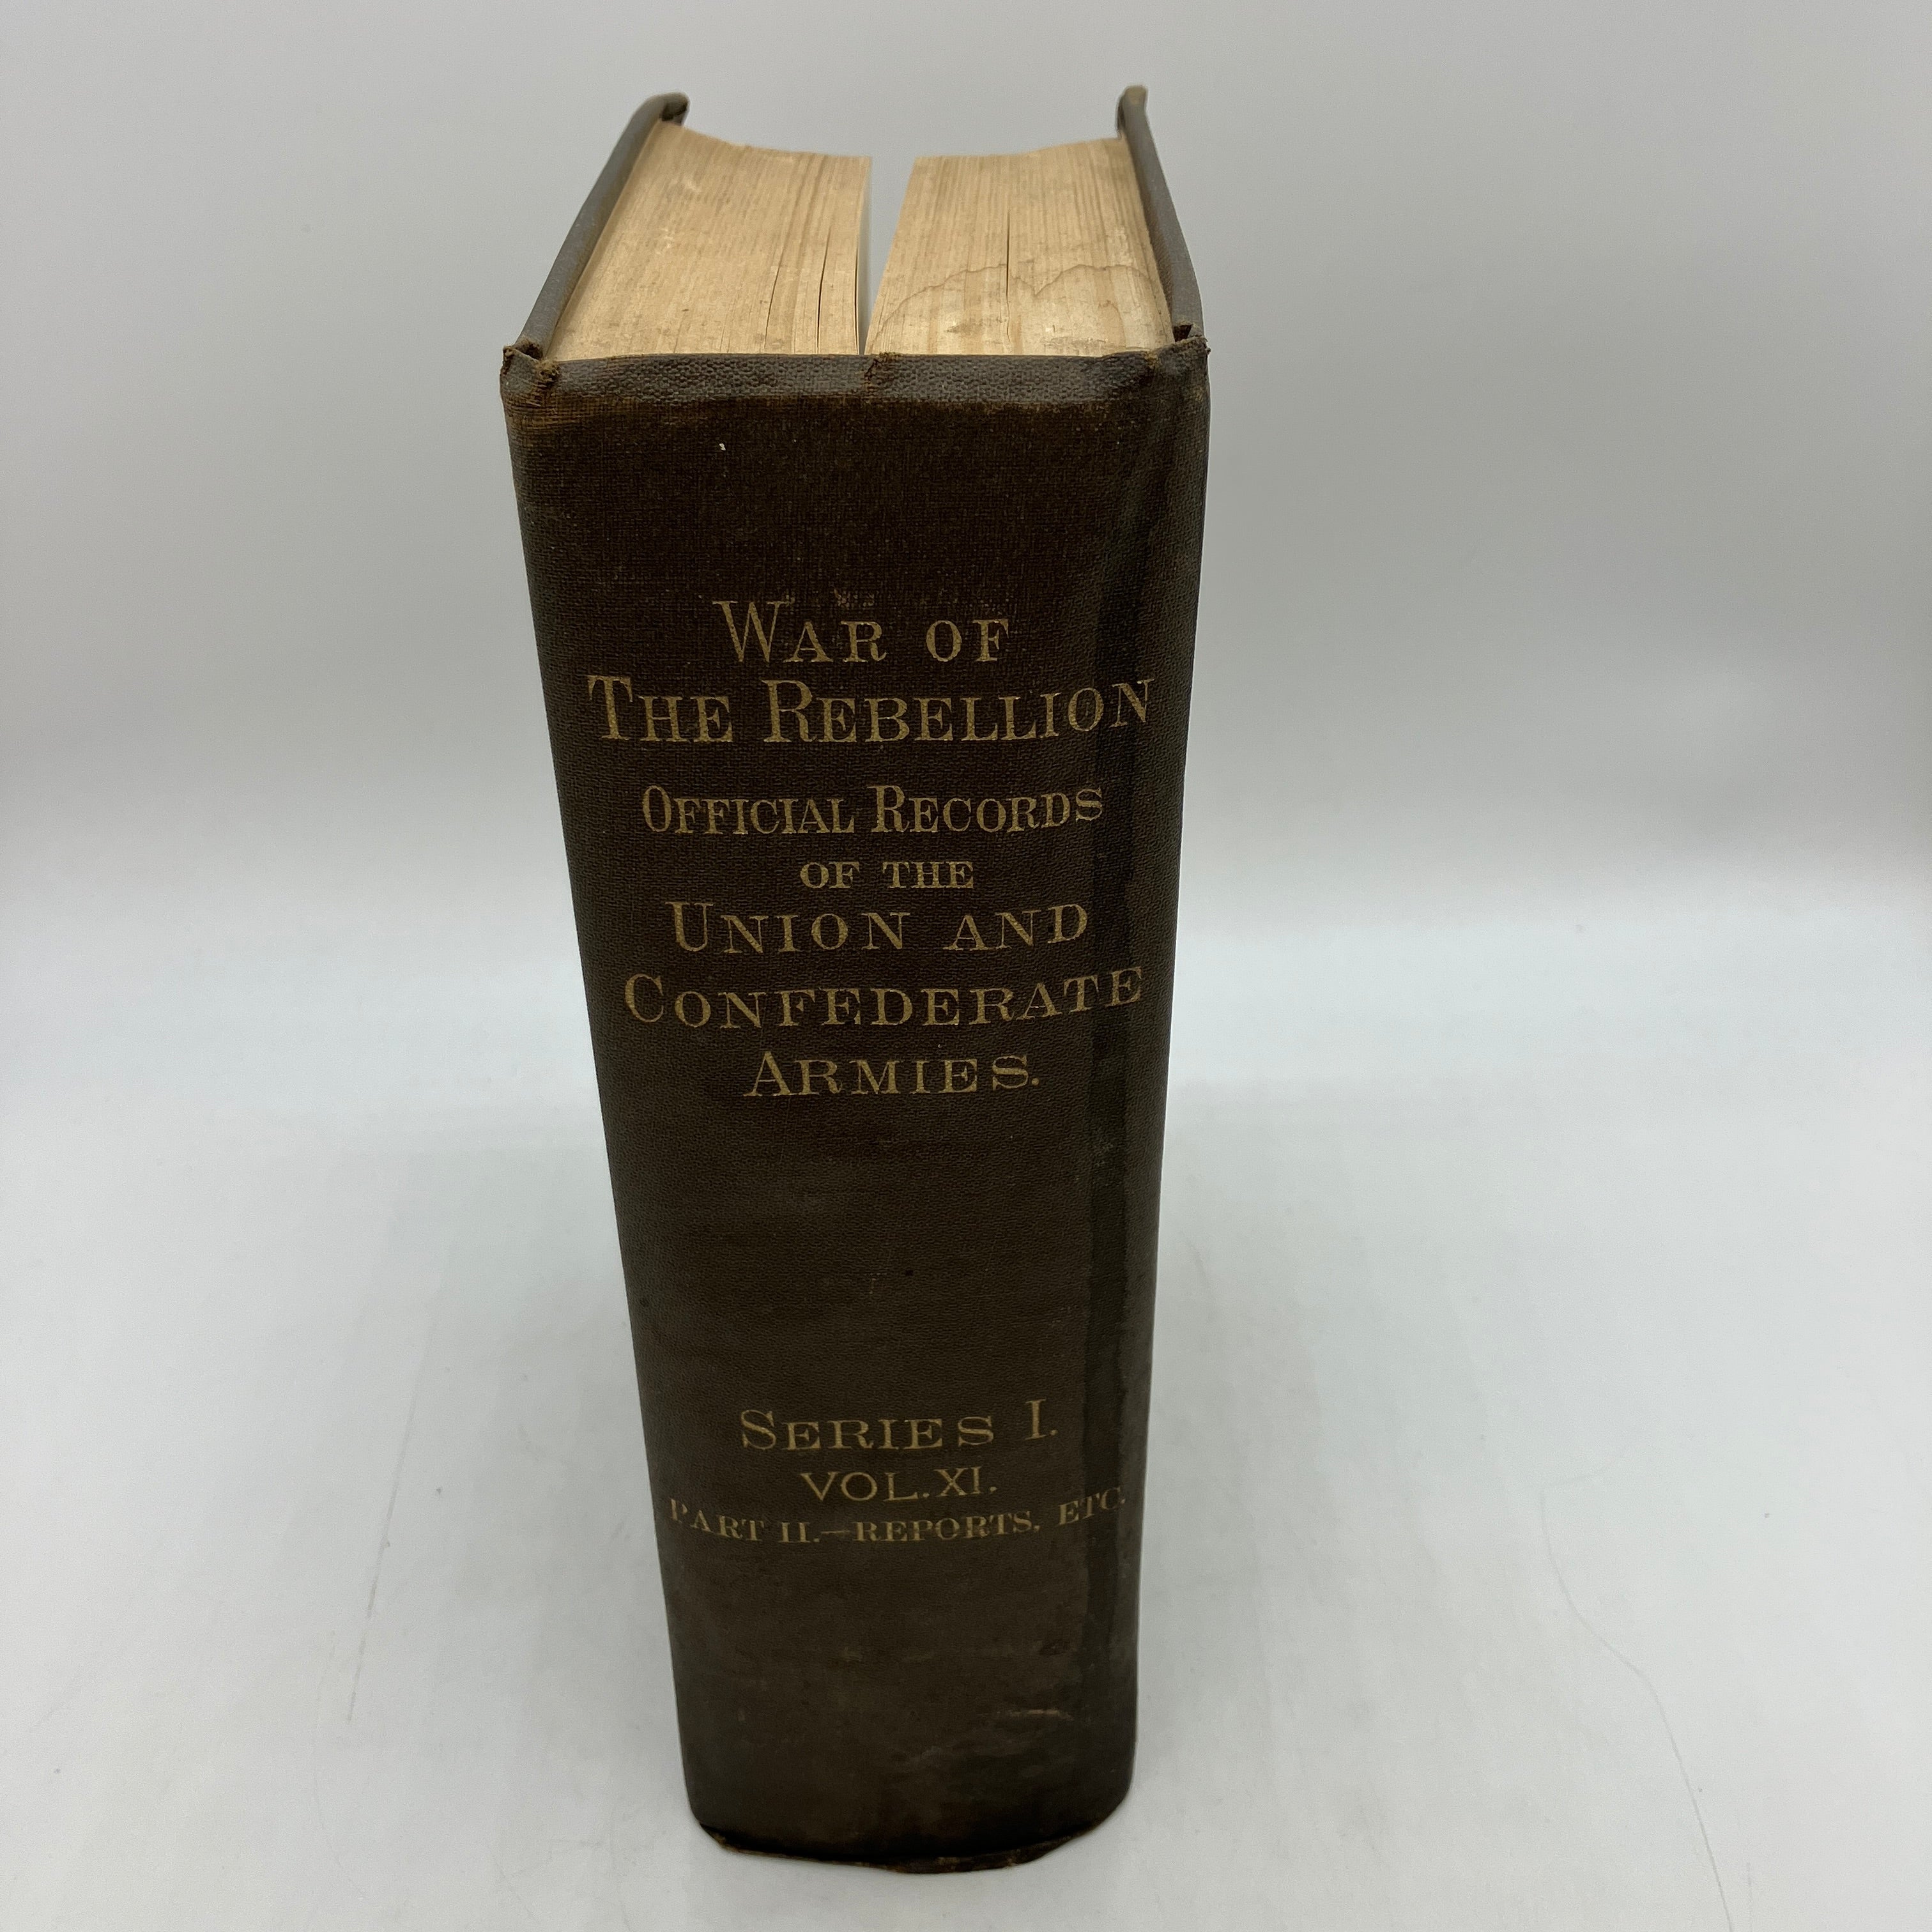 War of
The Rebellion
Official Records
of the
Union and
Confederate
Armies.
Series I.
Vol. XI.
Part II.—Reports, Etc.